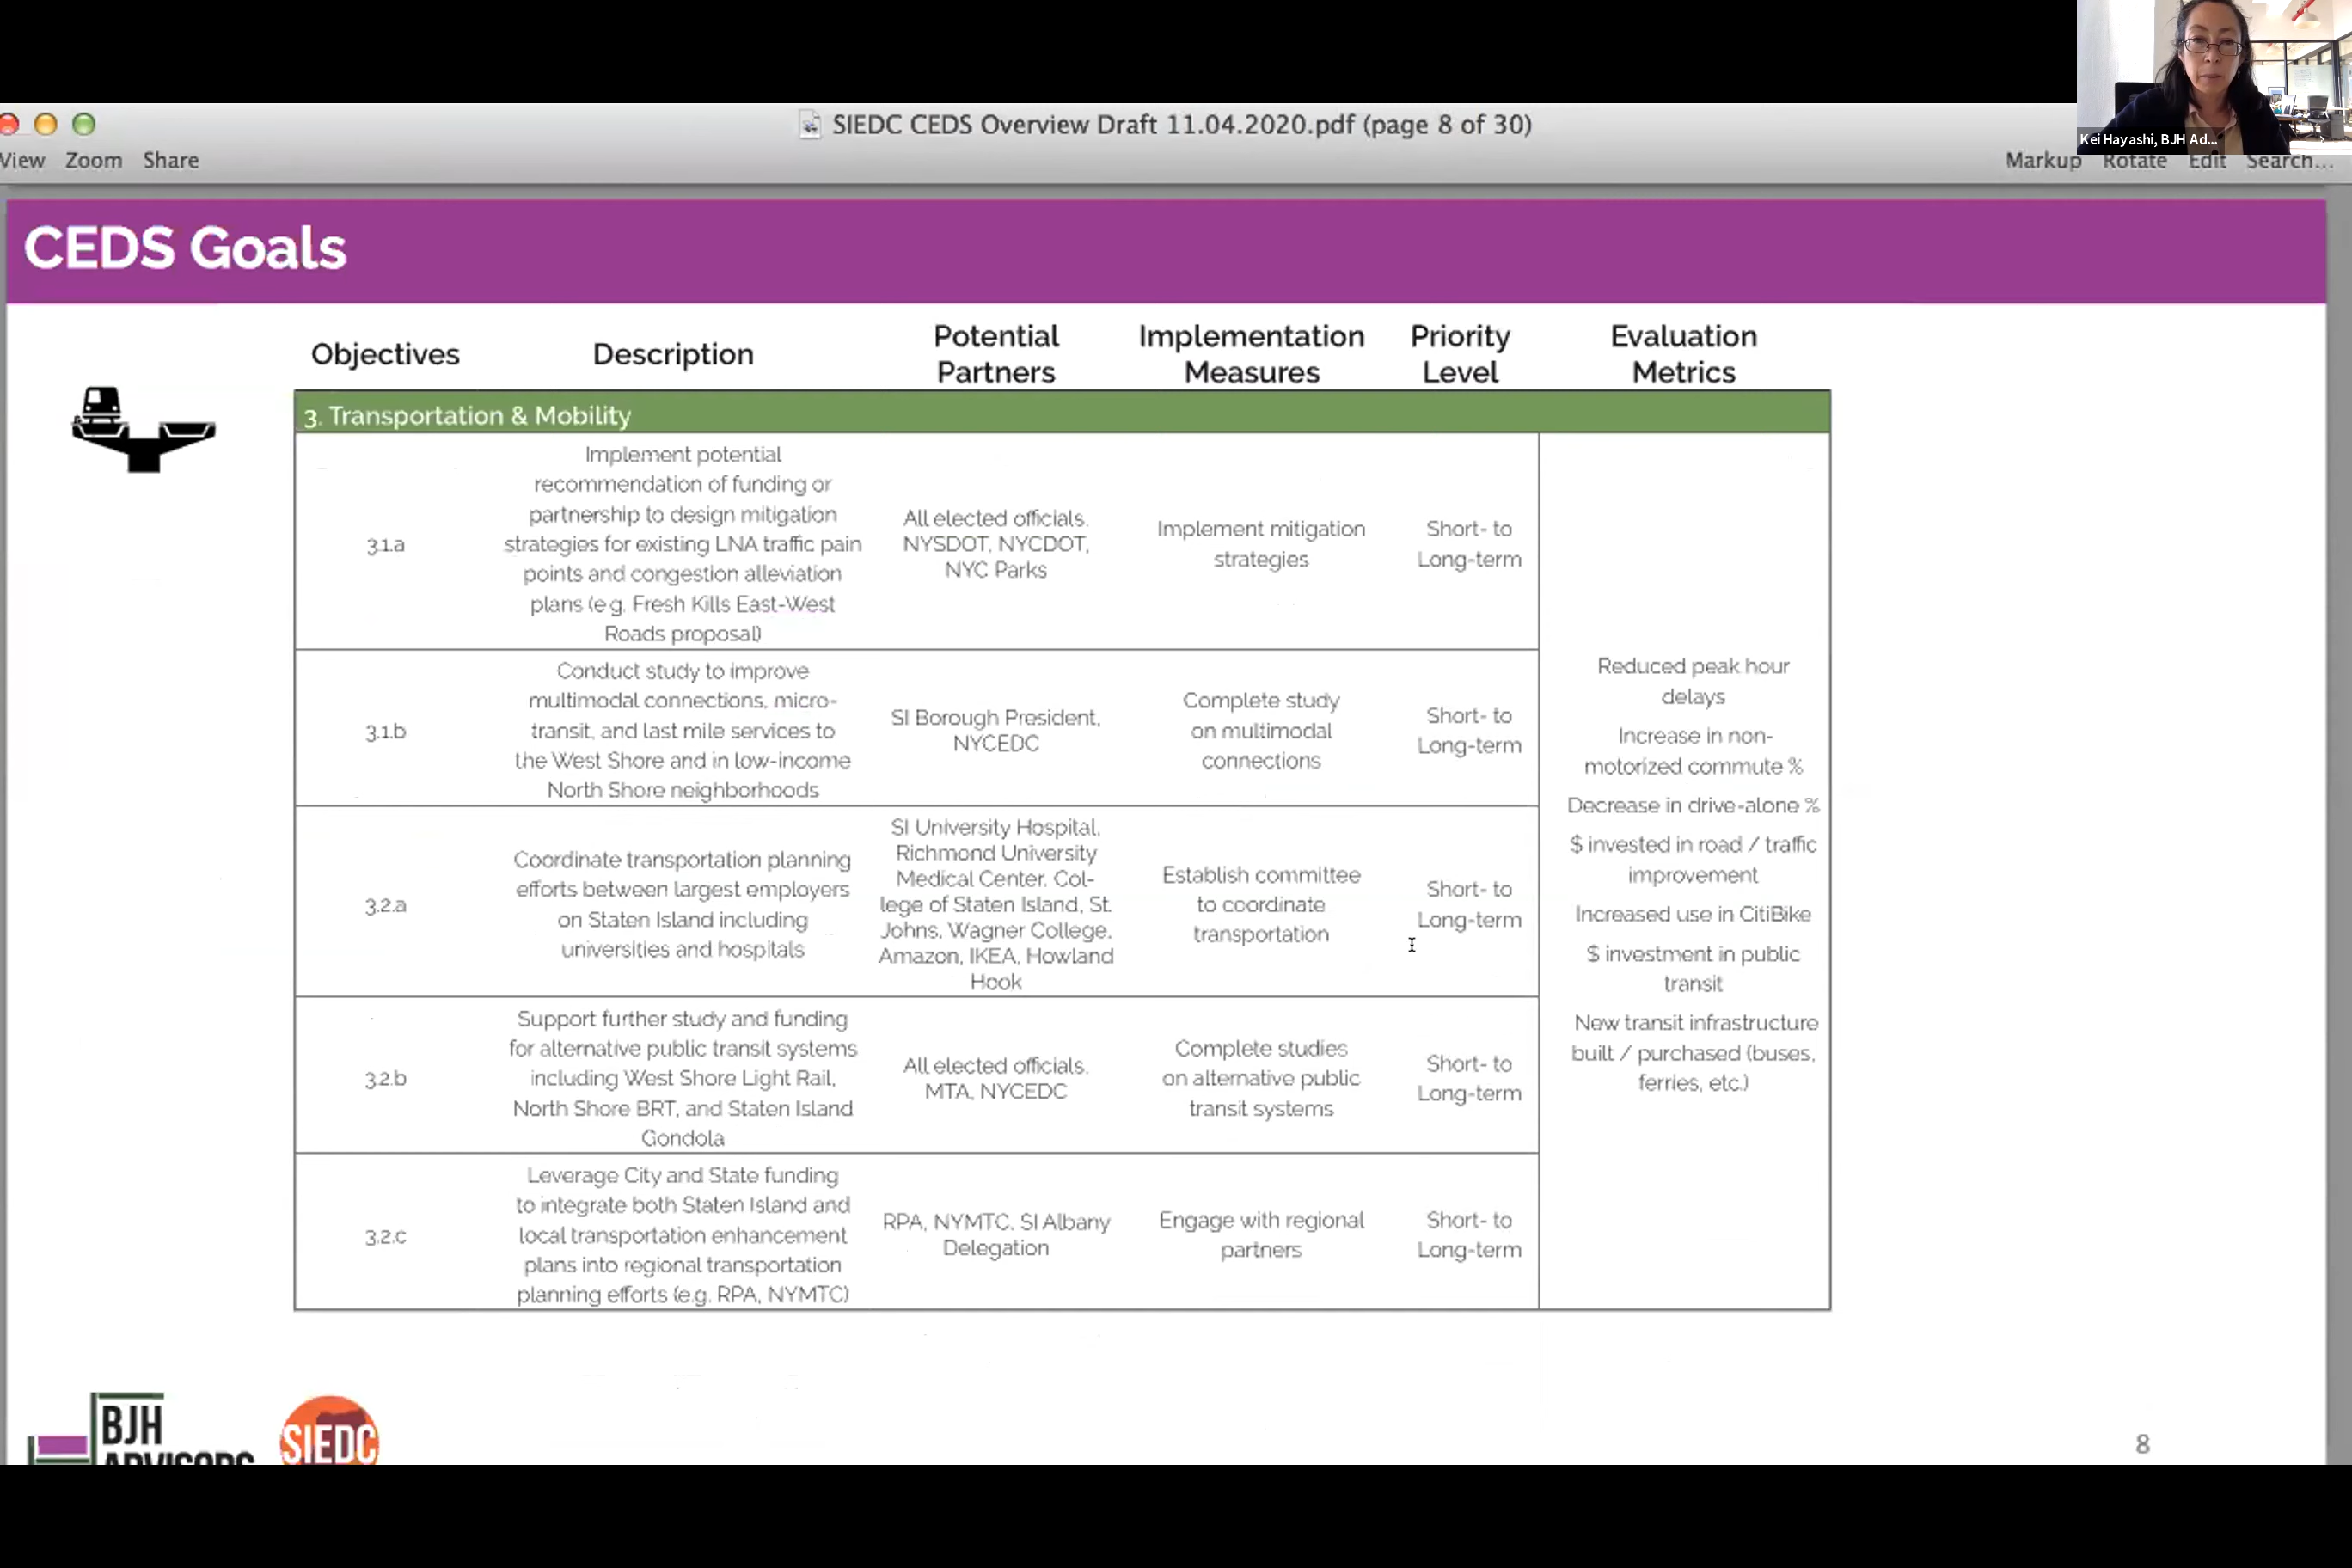 SIEDC CEDS Overview Draft 11.04.2020.pdf (page 8 of 30)
Kei Hayashi, BJH Ad...
View Zoom Share
Markup Rotate Edit Search...
CEDS Goals
Objectives
Description
Potential
Partners
Implementation
Measures
Priority
Level
Evaluation
Metrics
3. Transportation & Mobility
3.1.a
Implement potential
recommendation of funding or
partnership to design mitigation
strategies for existing LNA traffic pain
points and congestion alleviation
plans (e.g. Fresh Kills East-West
Roads proposal)
All elected officials,
NYSDOT, NYCDOT,
NYC Parks
Implement mitigation
strategies
Short- to
Long-term
3.1.b
Conduct study to improve
multimodal connections, micro-
transit, and last mile services to
the West Shore and in low-income
North Shore neighborhoods
SI Borough President,
NYCEDC
Complete study
on multimodal
connections
Short- to
Long-term
3.2.a
Coordinate transportation planning
efforts between largest employers
on Staten Island including
universities and hospitals
SI University Hospital,
Richmond University
Medical Center, Col-
lege of Staten Island, St.
Johns, Wagner College,
Amazon, IKEA, Howland
Hook
Establish committee
to coordinate
transportation
Short- to
Long-term
3.2.b
Support further study and funding
for alternative public transit systems
including West Shore Light Rail,
North Shore BRT, and Staten Island
Gondola
All elected officials,
MTA, NYCEDC
Complete studies
on alternative public
transit systems
Short- to
Long-term
3.2.c
Leverage City and State funding
to integrate both Staten Island and
local transportation enhancement
plans into regional transportation
planning efforts (e.g. RPA, NYMTC)
RPA, NYMTC, SI Albany
Delegation
Engage with regional
partners
Short- to
Long-term
Reduced peak hour
delays
Increase in non-
motorized commute %
Decrease in drive-alone %
$ invested in road / traffic
improvement
Increased use in CitiBike
$ investment in public
transit
New transit infrastructure
built / purchased (buses,
ferries, etc.)
BJH
ADVISORS
SIEDC
8